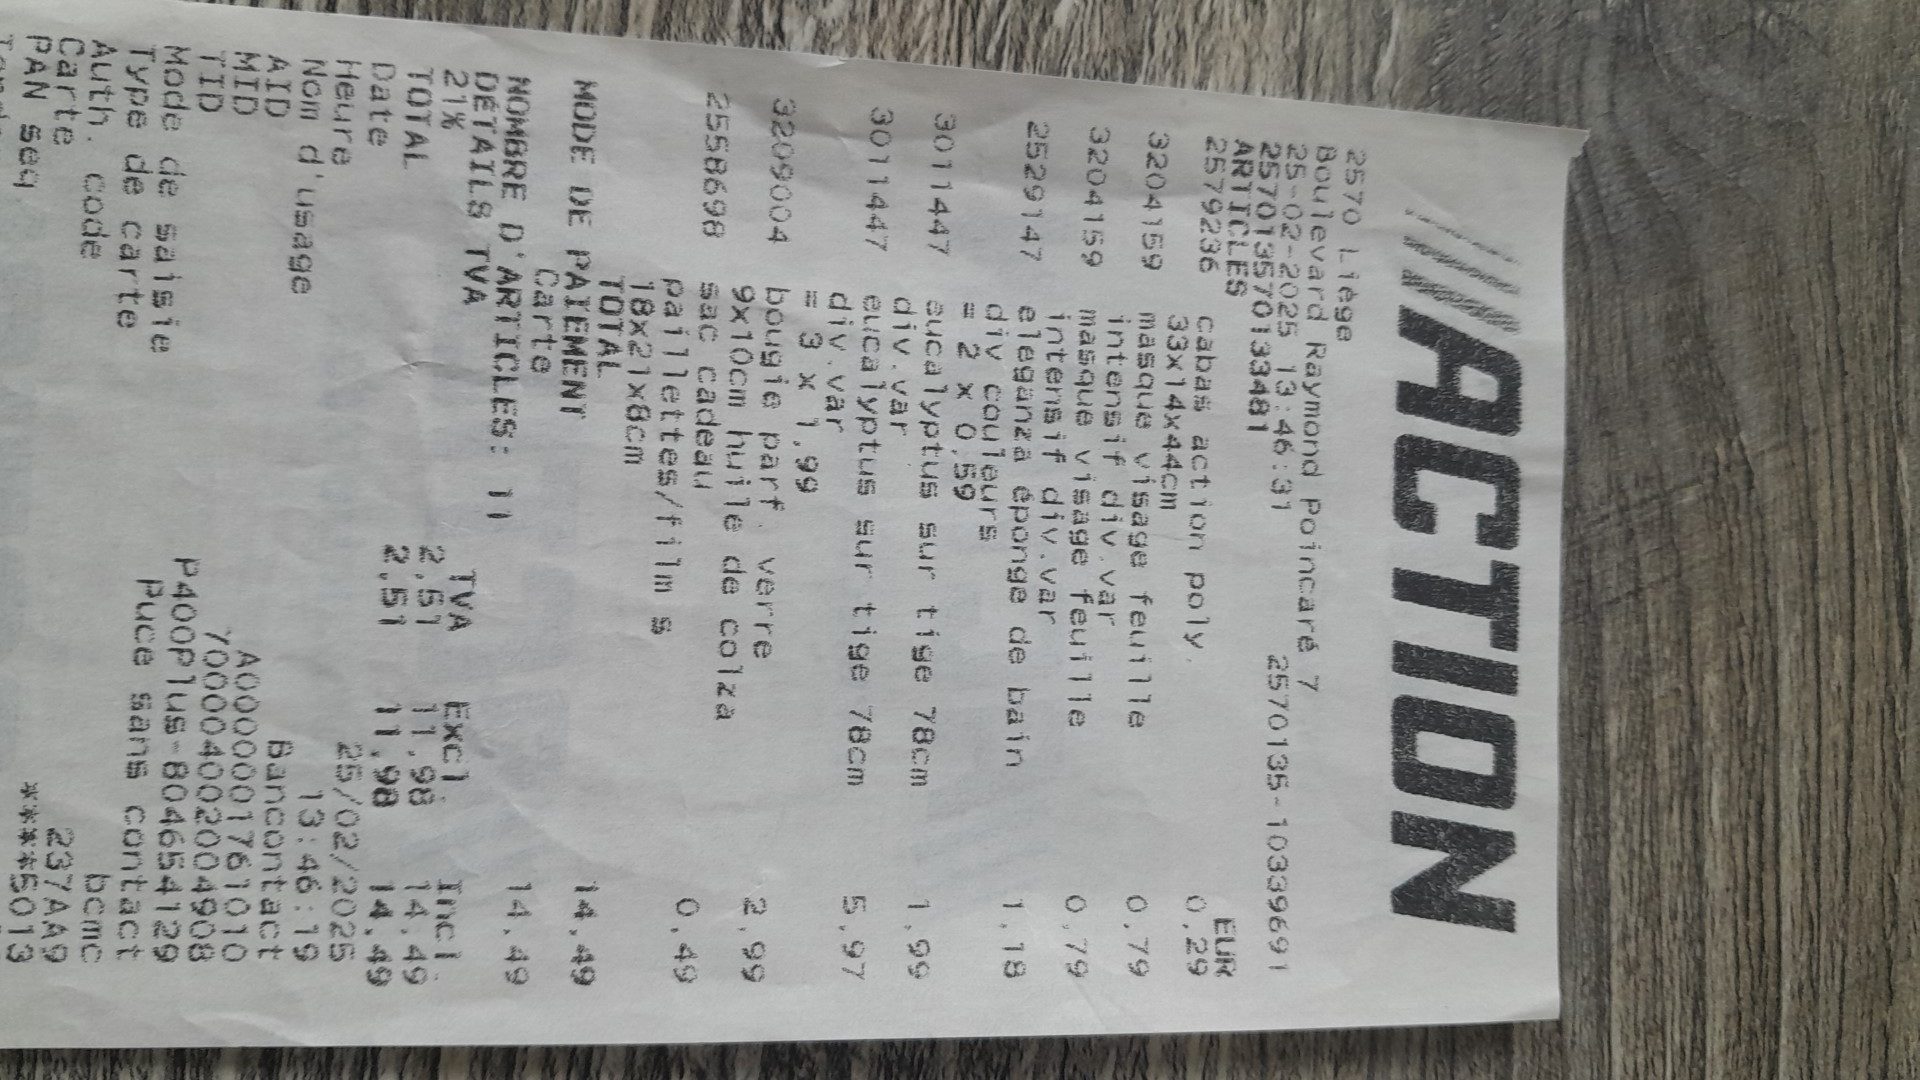 ACTION
2570 Liège
Boulevard Raymond Poincaré 7
25-02-2025 13:46:31 2570135-10339691
257013570133481
ARTICLES EUR
2579236 cabas action poly. 0,29
33x14x44cm
3204159 masque visage feuille 0,79
intensif div.var
3204159 masque visage feuille 0,79
intensif div.var
2529147 eleganza éponge de bain 1,18
div couleurs
= 2 x 0,59
3011447 eucalyptus sur tige 78cm 1,99
div.var
3011447 eucalyptus sur tige 78cm 5,97
div.var
= 3 x 1,99
3209004 bougie parf. verre 2,99
9x10cm huile de colza
2558698 sac cadeau 0,49
paillettes/film s
18x21x8cm
TOTAL 14,49
MODE DE PAIEMENT
Carte 14,49
NOMBRE D'ARTICLES: 11
DÉTAILS TVA TVA Excl. Incl.
21% 2,51 11,98 14,49
TOTAL 2,51 11,98 14,49
Date 25/02/2025
Heure 13:46:19
Nom d'usage Bancontact
AID A00000001761010
MID 700004002004908
TID P400Plus-804654129
Mode de saisie Puce sans contact
Type de carte bcmc
Auth. code 237AA9
Carte ****5013
PAN seq